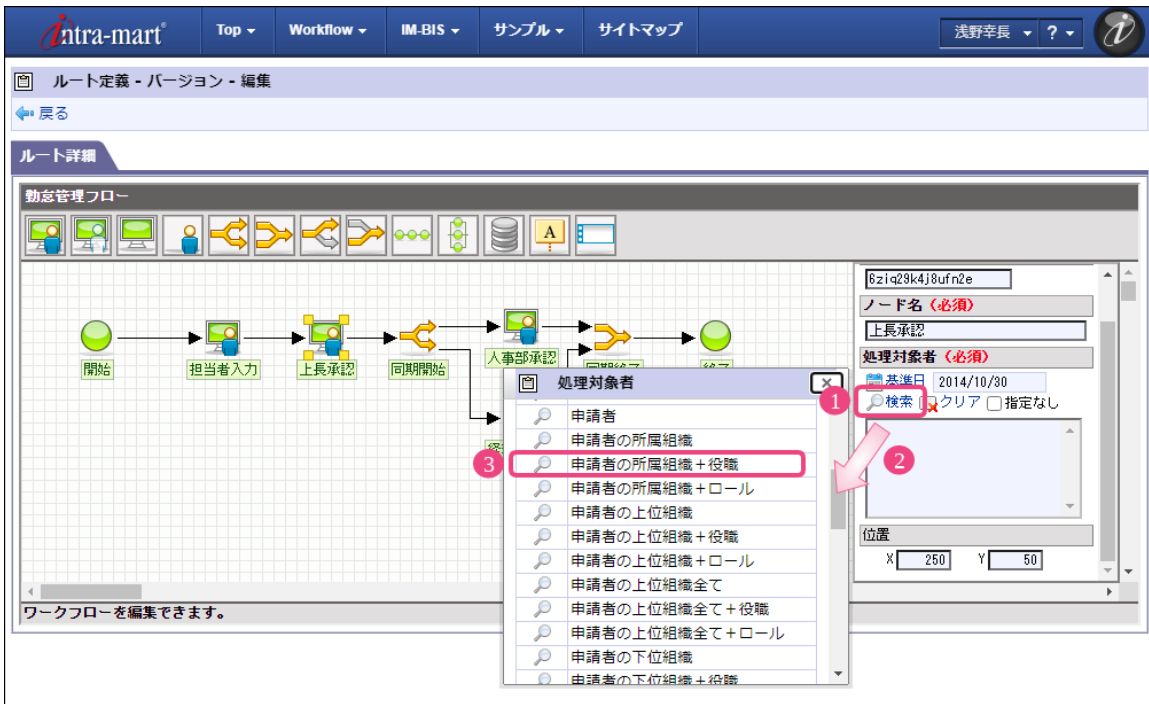 intra-mart® Top Workflow IM-BIS サンプル サイトマップ 浅野幸長 ?
ルート定義 - バージョン - 編集
戻る
ルート詳細
勤怠管理フロー
A
6ziq29k4j8ufn2e
ノード名 (必須)
上長承認
処理対象者 (必須)
基準日 2014/10/30
検索 クリア 指定なし
位置
X 250 Y 50
開始
担当者入力
上長承認
同期開始
人事部承認
処理対象者
1
申請者
申請者の所属組織
3
申請者の所属組織+役職
2
申請者の所属組織+ロール
申請者の上位組織
申請者の上位組織+役職
申請者の上位組織+ロール
申請者の上位組織全て
申請者の上位組織全て+役職
申請者の上位組織全て+ロール
申請者の下位組織
申請者の下位組織+役職
ワークフローを編集できます。